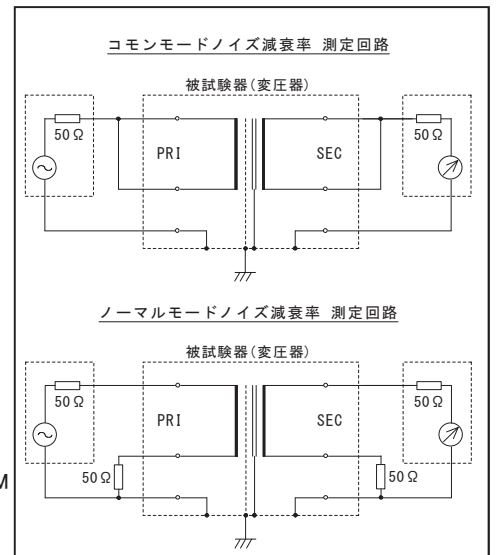 コモンモードノイズ減衰率 測定回路
被試験器(変圧器)
50Ω
PRI
SEC
50Ω
ノーマルモードノイズ減衰率 測定回路
被試験器(変圧器)
50Ω
PRI
SEC
50Ω
50Ω
50Ω
M